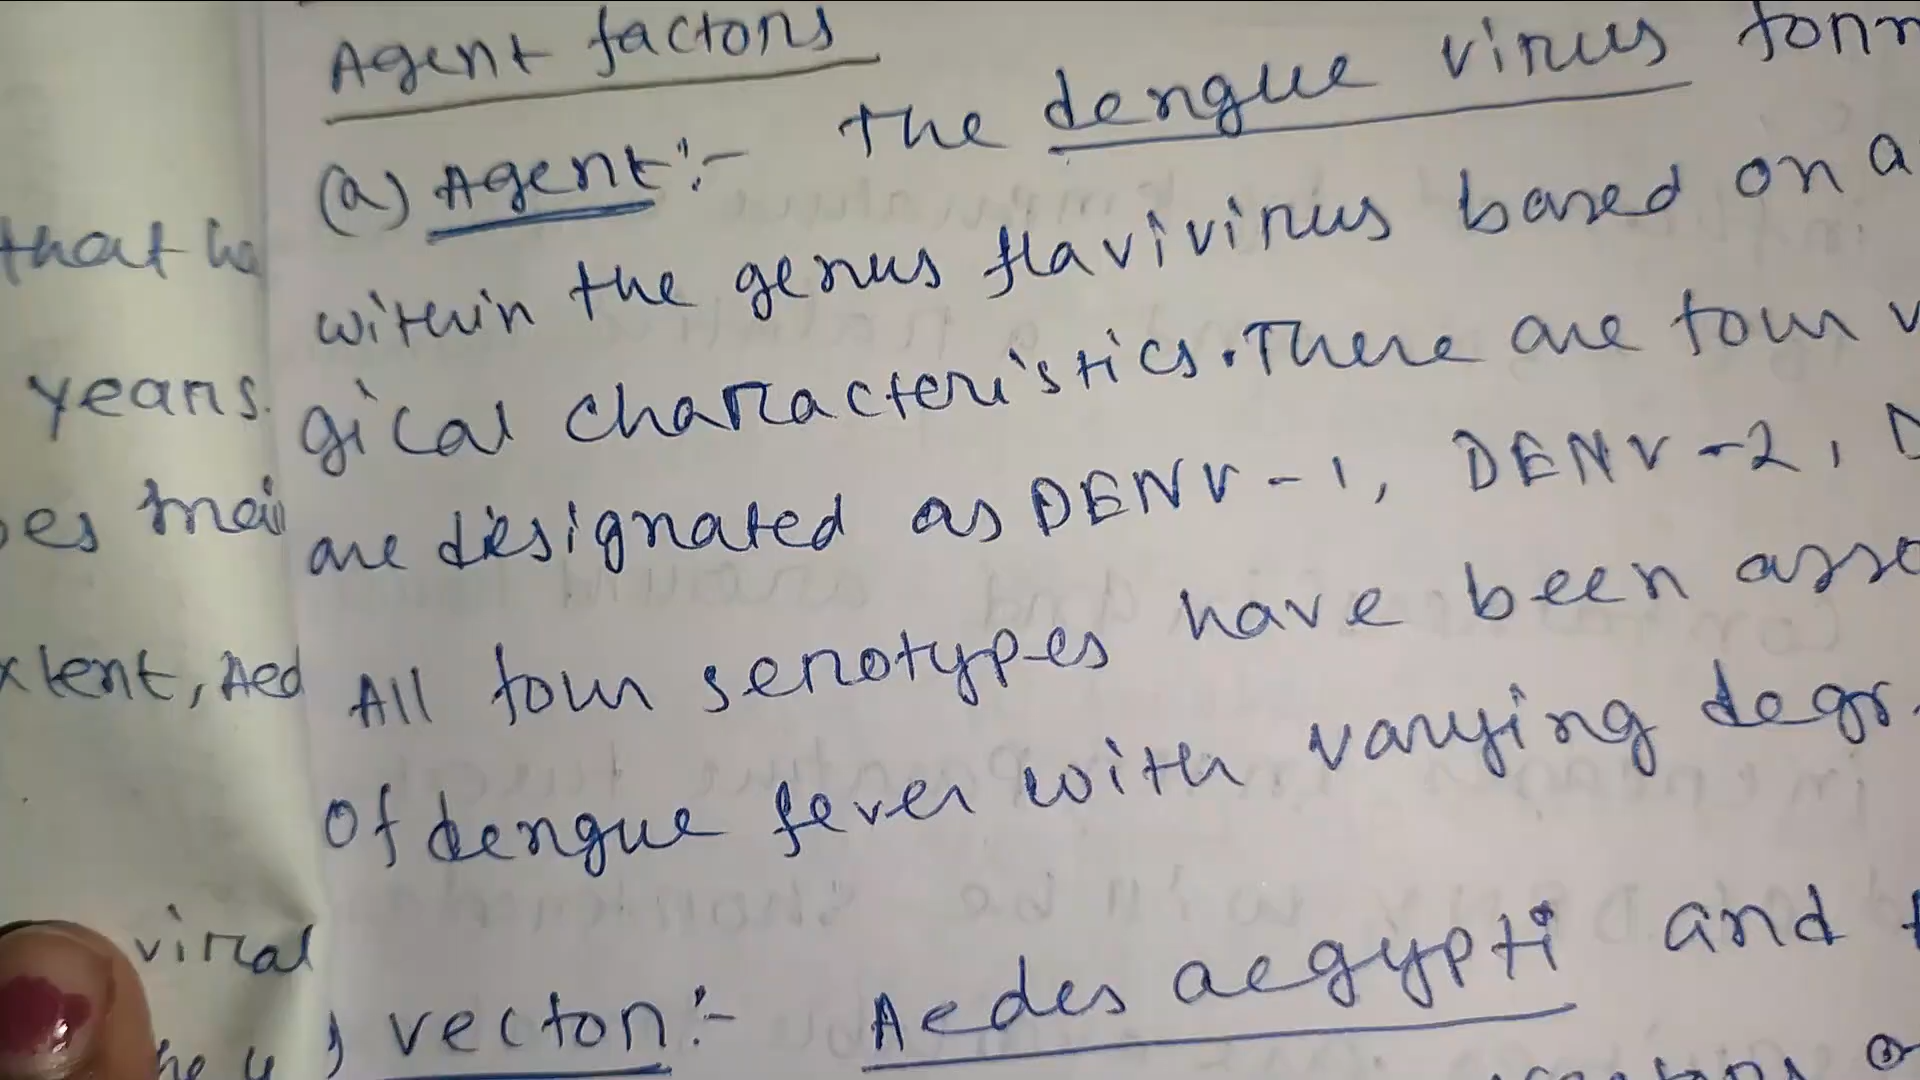 Agent factors
(a) Agent:- The dengue virus form
within the genus flavivirus based on a
gical characteristics. There are four v
are designated as DENV-1, DENV-2, D
All four serotypes have been asso
of dengue fever with varying degr
) vector:- Aedes aegypti and t
that ha
years.
es mai
xtent, Aed
viral